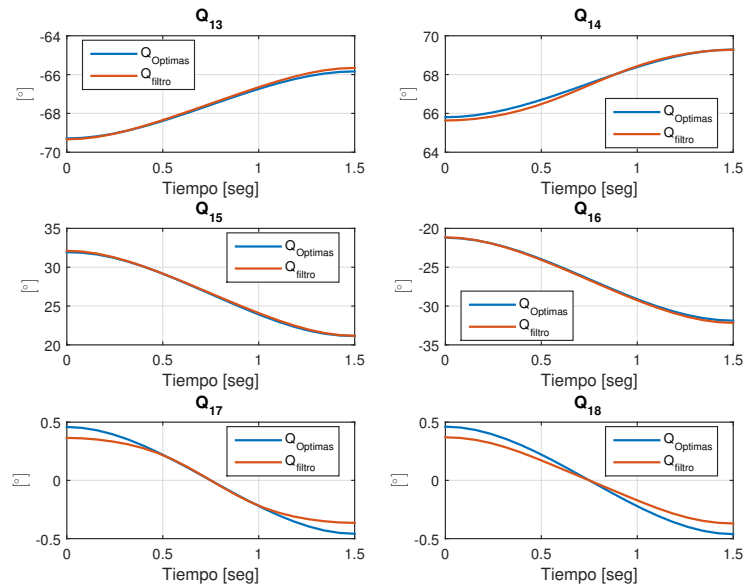 Q13
-64
-66
-68
-70
[°]
QOptimas
Qfiltro
0
0.5
1
1.5
Tiempo [seg]
Q14
70
68
66
64
[°]
QOptimas
Qfiltro
0
0.5
1
1.5
Tiempo [seg]
Q15
35
30
25
20
[°]
QOptimas
Qfiltro
0
0.5
1
1.5
Tiempo [seg]
Q16
-20
-25
-30
-35
[°]
QOptimas
Qfiltro
0
0.5
1
1.5
Tiempo [seg]
Q17
0.5
0
-0.5
[°]
QOptimas
Qfiltro
0
0.5
1
1.5
Tiempo [seg]
Q18
0.5
0
-0.5
[°]
QOptimas
Qfiltro
0
0.5
1
1.5
Tiempo [seg]